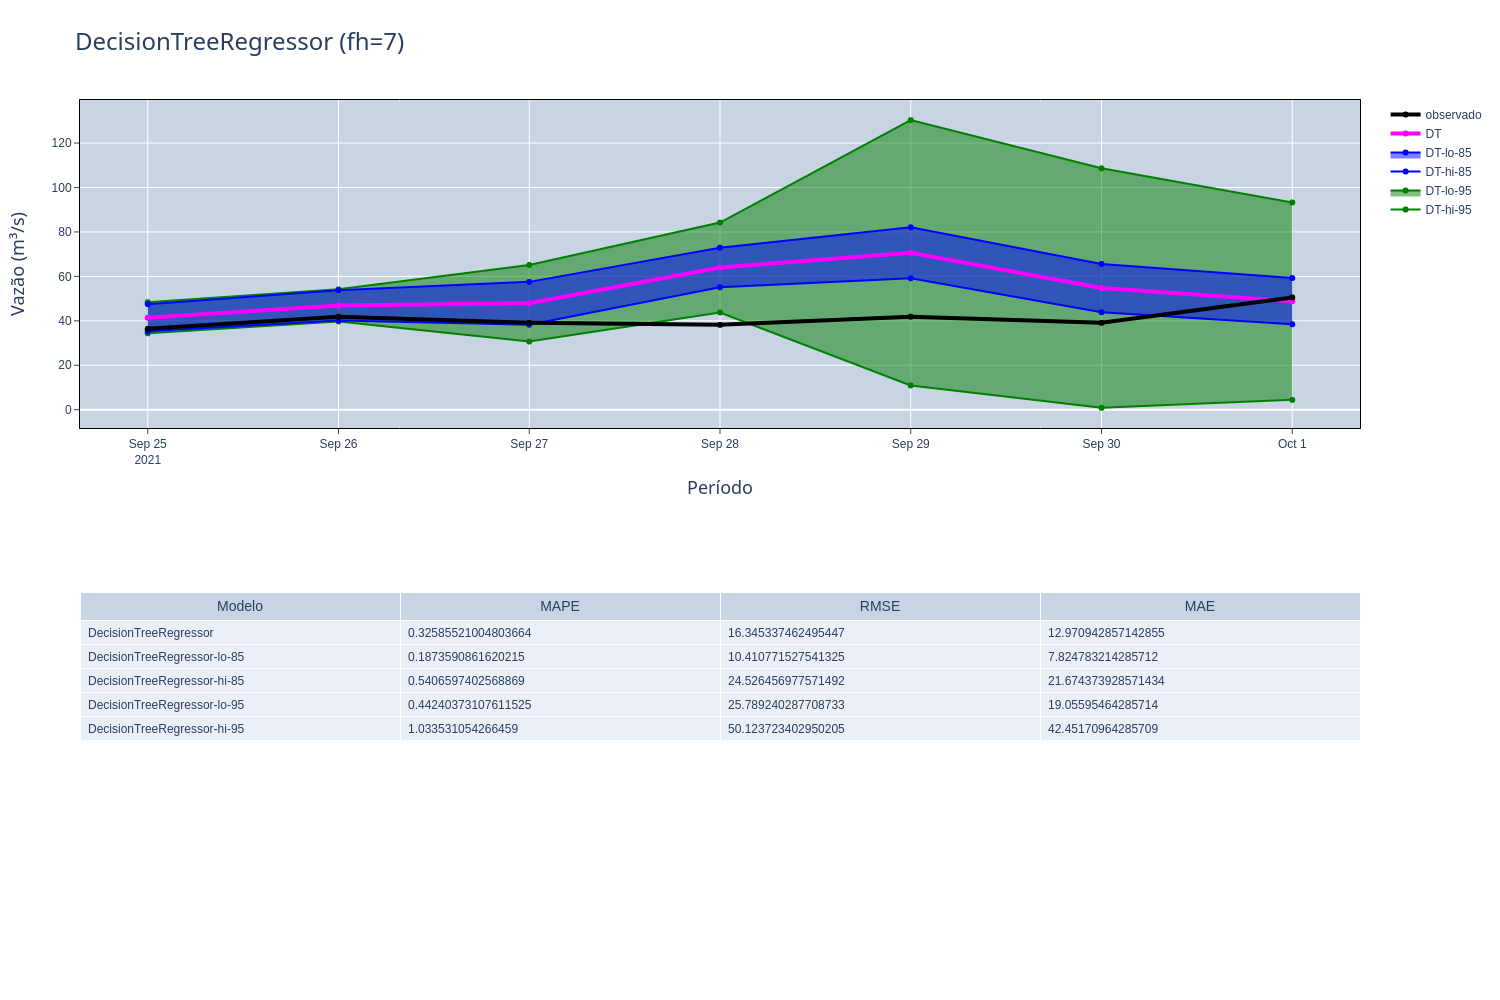 DecisionTreeRegressor (fh=7)
Vazão (m³/s)
120
100
80
60
40
20
0
Sep 25
2021
Sep 26
Sep 27
Sep 28
Sep 29
Sep 30
Oct 1
Período
observado
DT
DT-lo-85
DT-hi-85
DT-lo-95
DT-hi-95
Modelo MAPE RMSE MAE
DecisionTreeRegressor 0.32585521004803664 16.345337462495447 12.970942857142855
DecisionTreeRegressor-lo-85 0.1873590861620215 10.410771527541325 7.824783214285712
DecisionTreeRegressor-hi-85 0.5406597402568869 24.526456977571492 21.674373928571434
DecisionTreeRegressor-lo-95 0.44240373107611525 25.789240287708733 19.05595464285714
DecisionTreeRegressor-hi-95 1.033531054266459 50.123723402950205 42.45170964285709